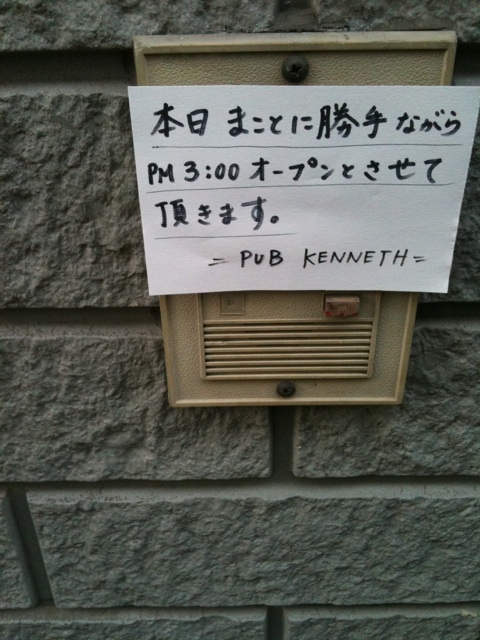 本日 まことに勝手ながら
PM 3:00 オープンとさせて
頂きます。
= PUB KENNETH =